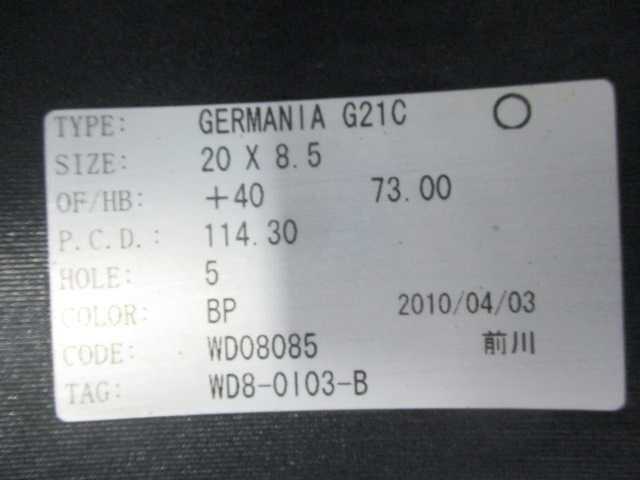 TYPE: GERMANIA G21C ○
SIZE: 20 X 8.5
OF/HB: +40 73.00
P.C.D.: 114.30
HOLE: 5
COLOR: BP 2010/04/03
CODE: WD08085 前川
TAG: WD8-0103-B